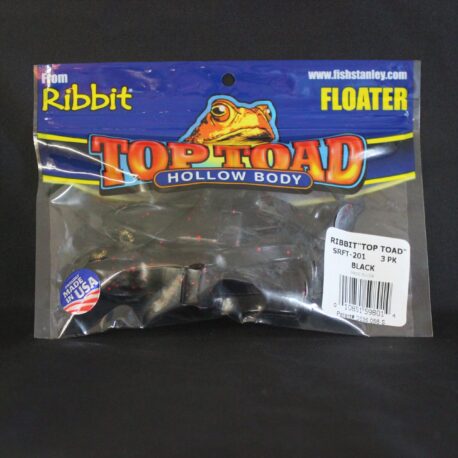 From
Ribbit
www.fishstanley.com
FLOATER
TOP TOAD
HOLLOW BODY
MADE IN
USA
RIBBIT"TOP TOAD"
SRFT-201 3 PK
BLACK